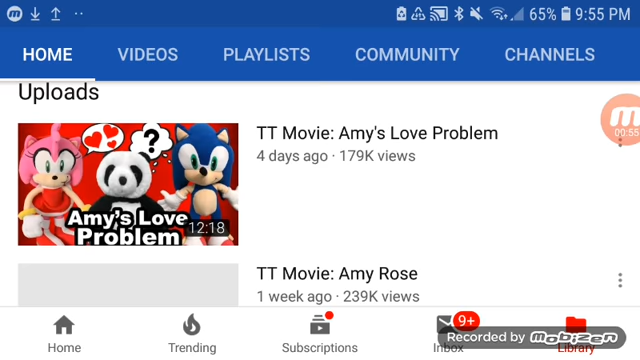 65% 9:55 PM
HOME VIDEOS PLAYLISTS COMMUNITY CHANNELS
Uploads
00:55
TT Movie: Amy's Love Problem
4 days ago · 179K views
?
Amy's Love
Problem
12:18
TT Movie: Amy Rose
1 week ago · 239K views
9+
Home Trending Subscriptions Inbox Library
Recorded by Mobizen